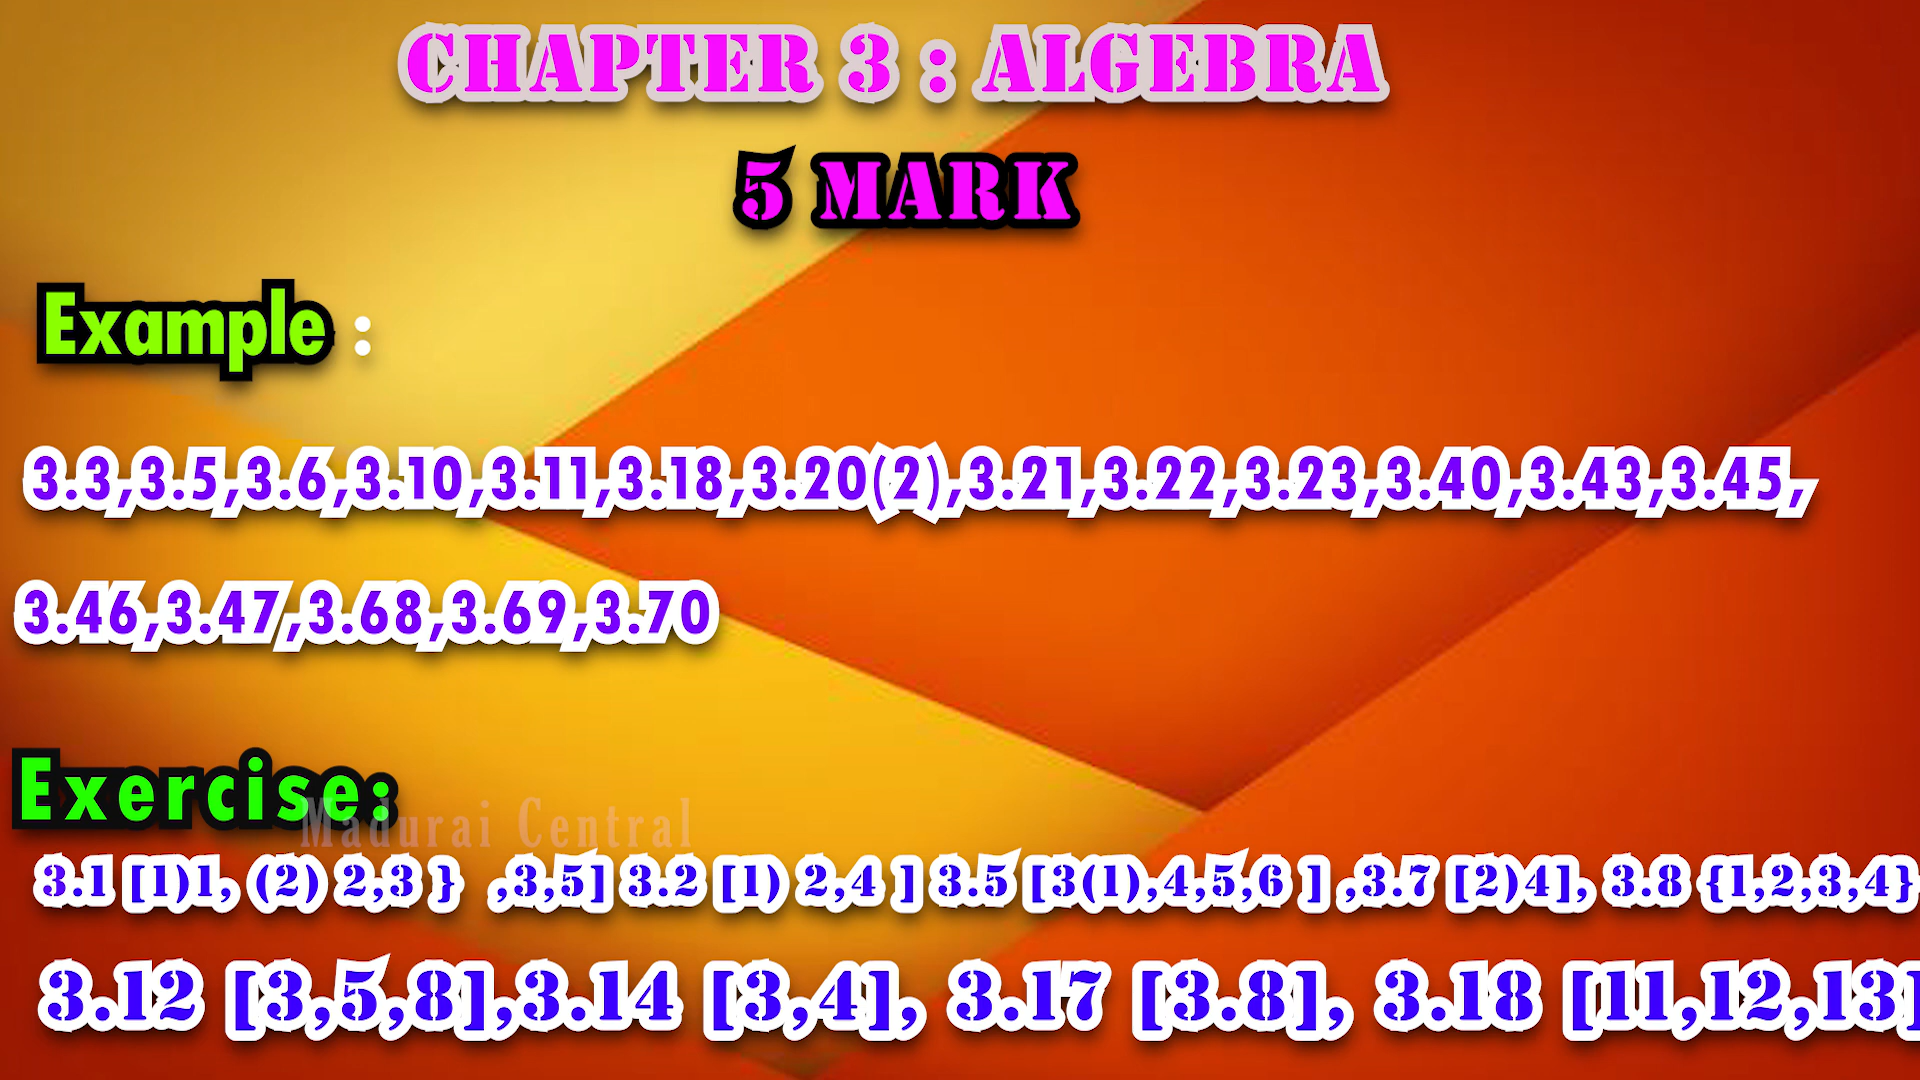 CHAPTER 3 : ALGEBRA
5 MARK
Example :
3.3,3.5,3.6,3.10,3.11,3.18,3.20(2),3.21,3.22,3.23,3.40,3.43,3.45,
3.46,3.47,3.68,3.69,3.70
Exercise:
Madurai Central
3.1 [1)1, (2) 2,3 } ,3,5] 3.2 [1) 2,4 ] 3.5 [3(1),4,5,6 ] ,3.7 [2)4], 3.8 {1,2,3,4}
3.12 [3,5,8],3.14 [3,4], 3.17 [3.8], 3.18 [11,12,13]